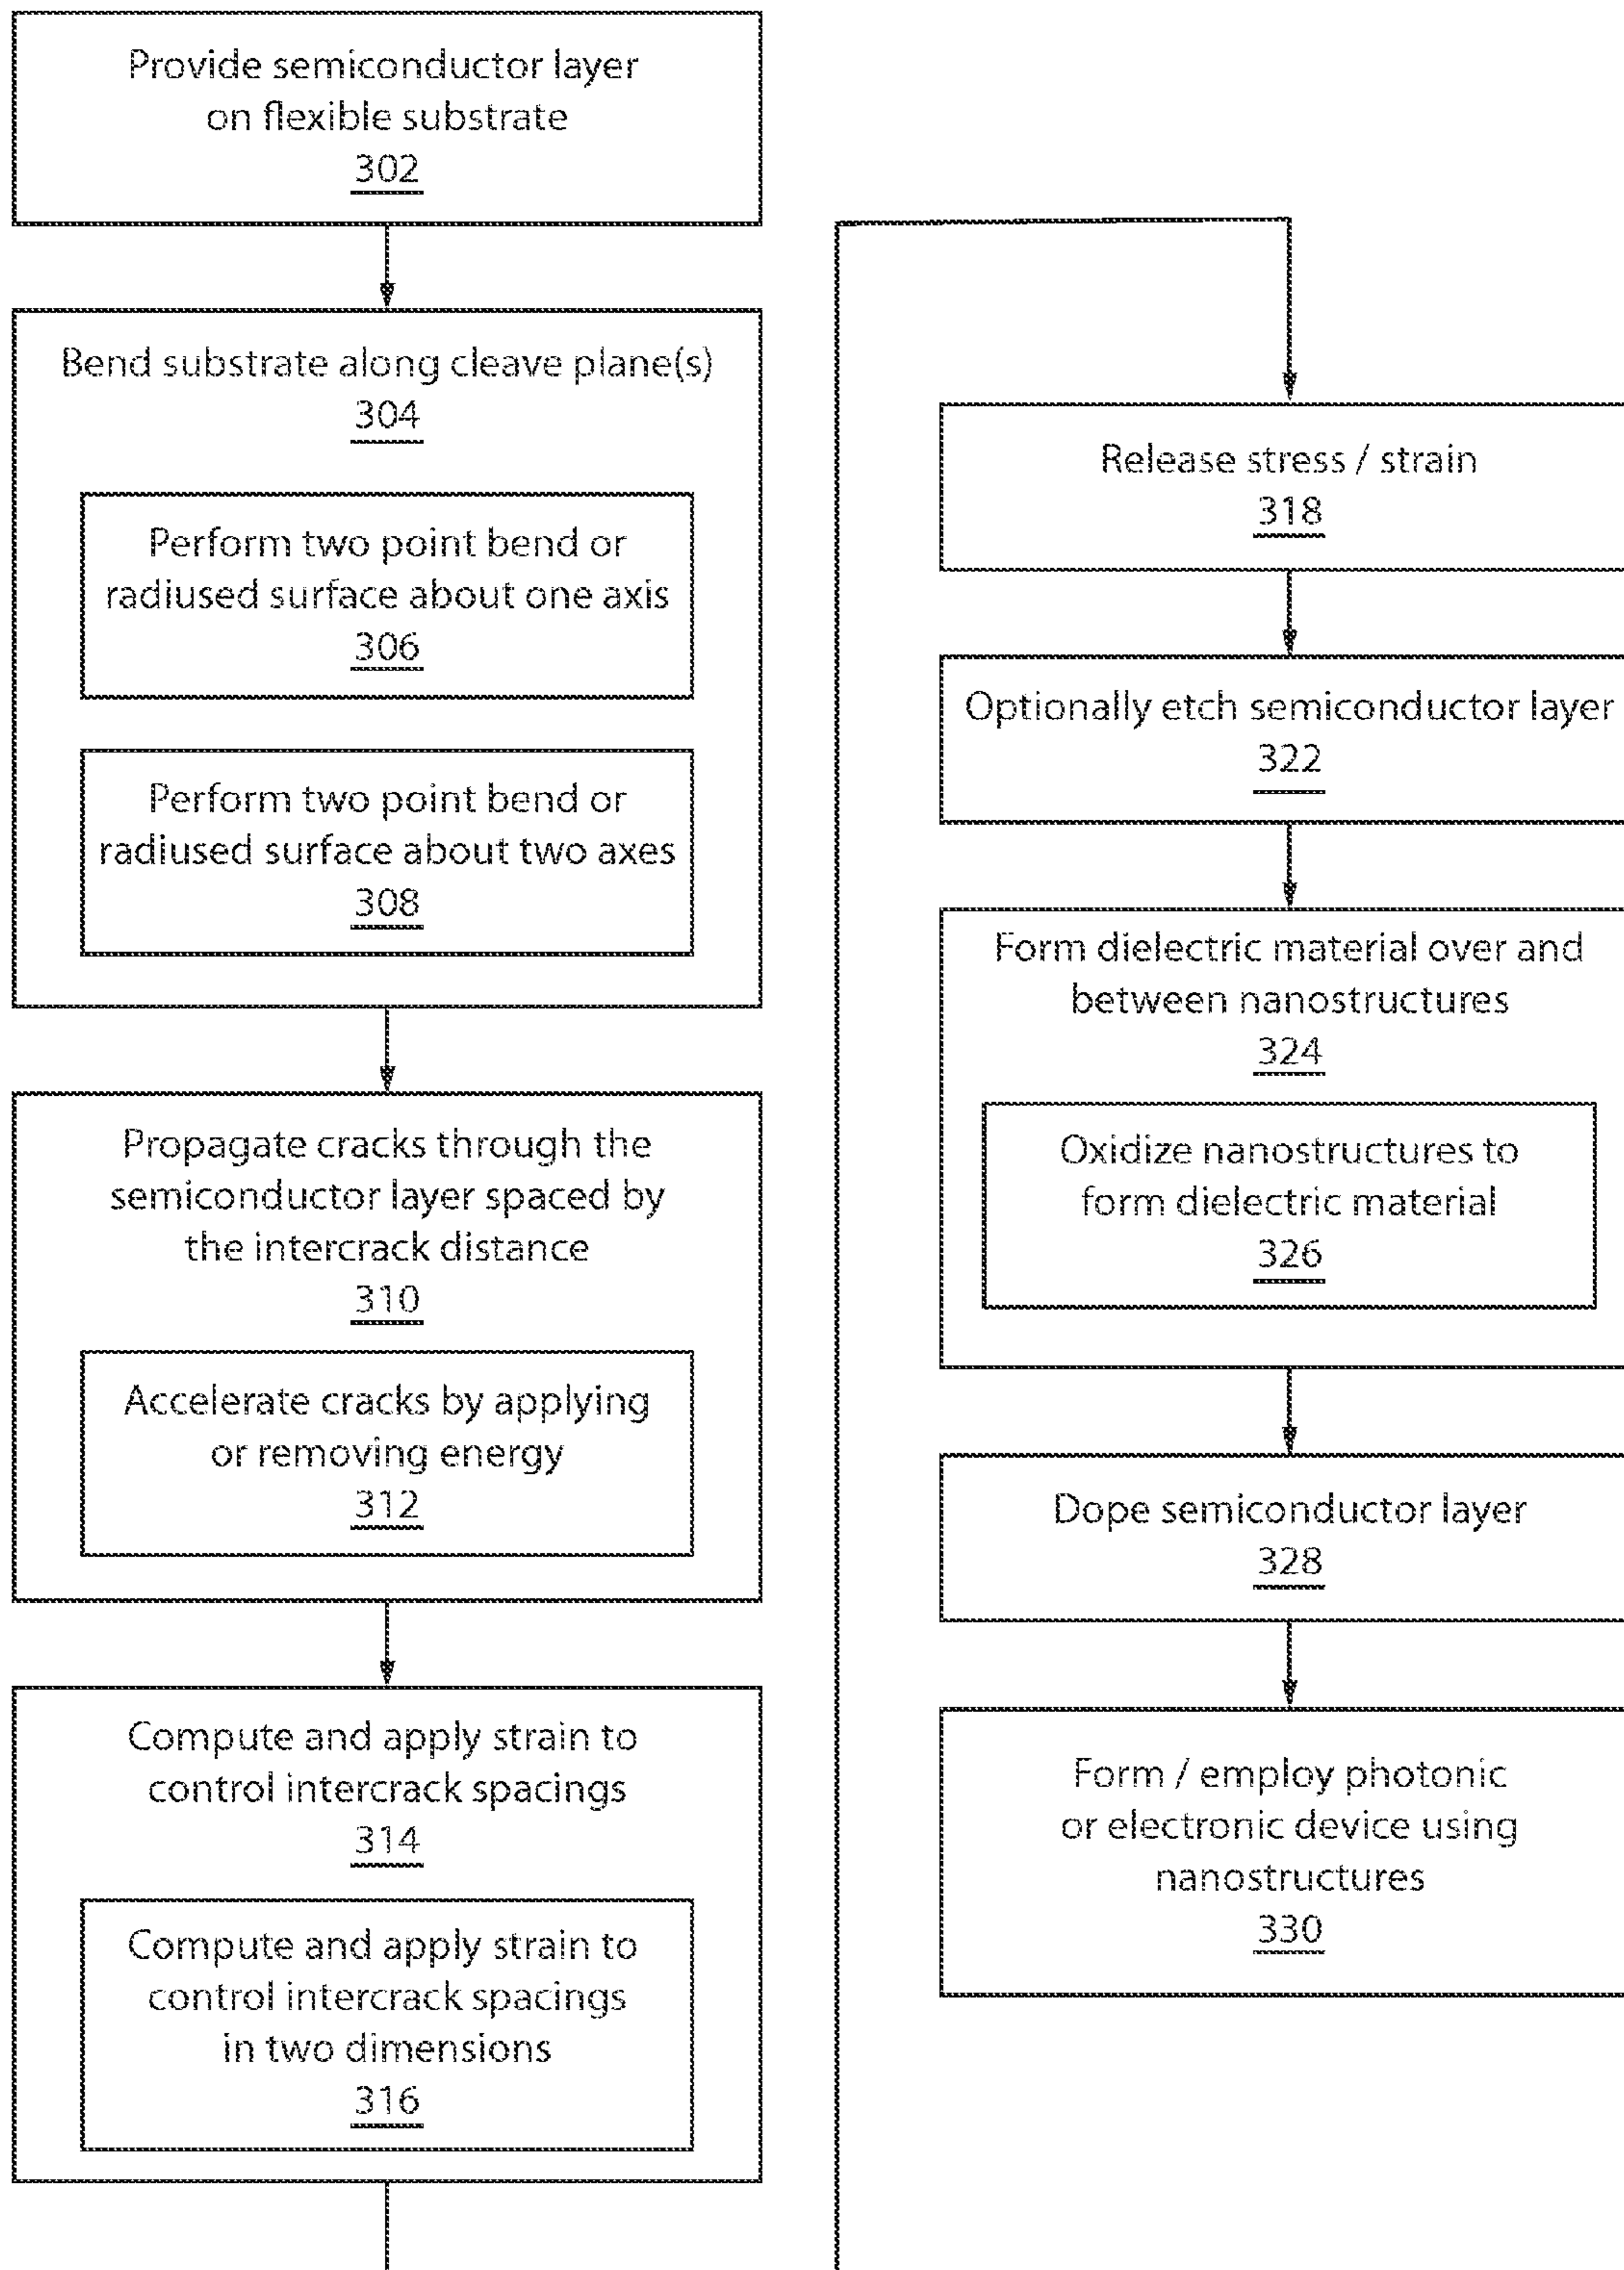 Provide semiconductor layer
on flexible substrate
302
Bend substrate along cleave plane(s)
304
Perform two point bend or
radiused surface about one axis
306
Perform two point bend or
radiused surface about two axes
308
Propagate cracks through the
semiconductor layer spaced by
the intercrack distance
310
Accelerate cracks by applying
or removing energy
312
Compute and apply strain to
control intercrack spacings
314
Compute and apply strain to
control intercrack spacings
in two dimensions
316
Release stress / strain
318
Optionally etch semiconductor layer
322
Form dielectric material over and
between nanostructures
324
Oxidize nanostructures to
form dielectric material
326
Dope semiconductor layer
328
Form / employ photonic
or electronic device using
nanostructures
330